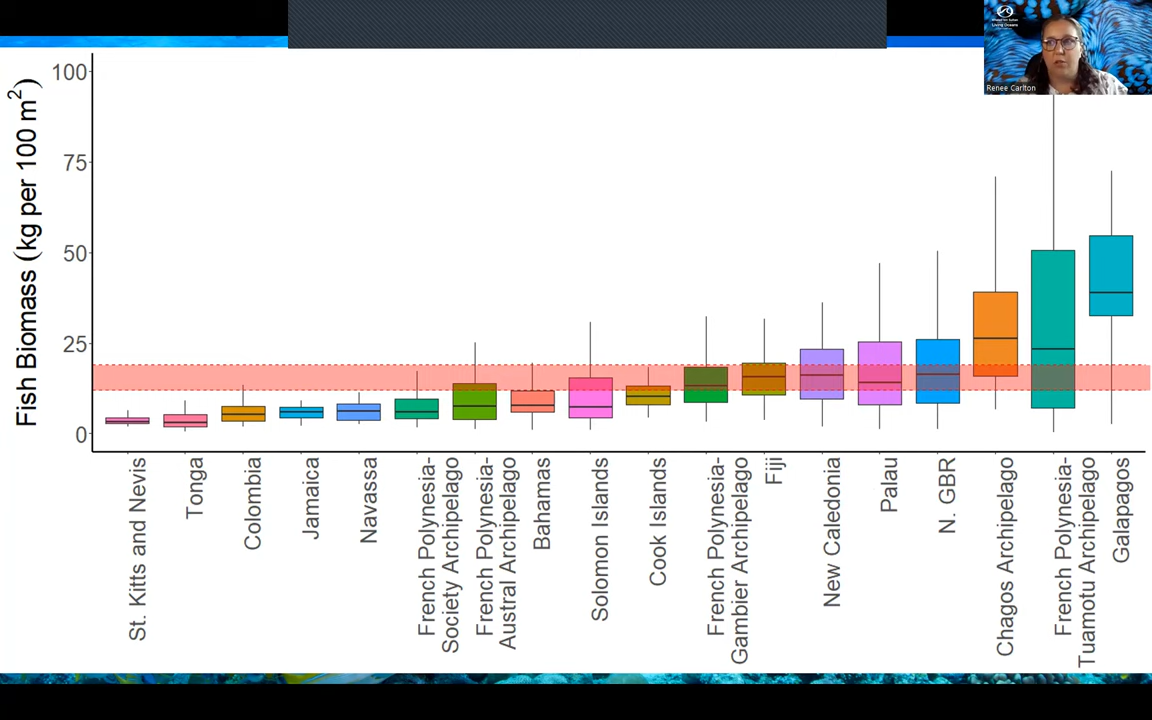 Living Oceans
Renee Carlton
Fish Biomass (kg per 100 m²)
100
75
50
25
0
St. Kitts and Nevis
Tonga
Colombia
Jamaica
Navassa
French Polynesia-
Society Archipelago
French Polynesia-
Austral Archipelago
Bahamas
Solomon Islands
Cook Islands
French Polynesia-
Gambier Archipelago
Fiji
New Caledonia
Palau
N. GBR
Chagos Archipelago
French Polynesia-
Tuamotu Archipelago
Galapagos